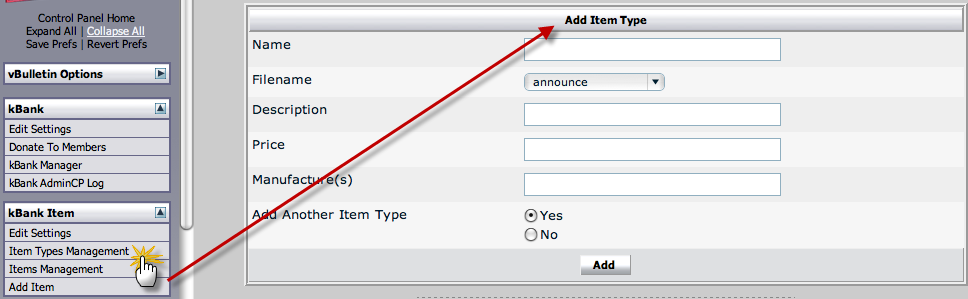 Control Panel Home
Expand All | Collapse All
Save Prefs | Revert Prefs
vBulletin Options
kBank
Edit Settings
Donate To Members
kBank Manager
kBank AdminCP Log
kBank Item
Edit Settings
Item Types Management
Items Management
Add Item
Add Item Type
Name
Filename
announce
Description
Price
Manufacture(s)
Add Another Item Type
Yes
No
Add